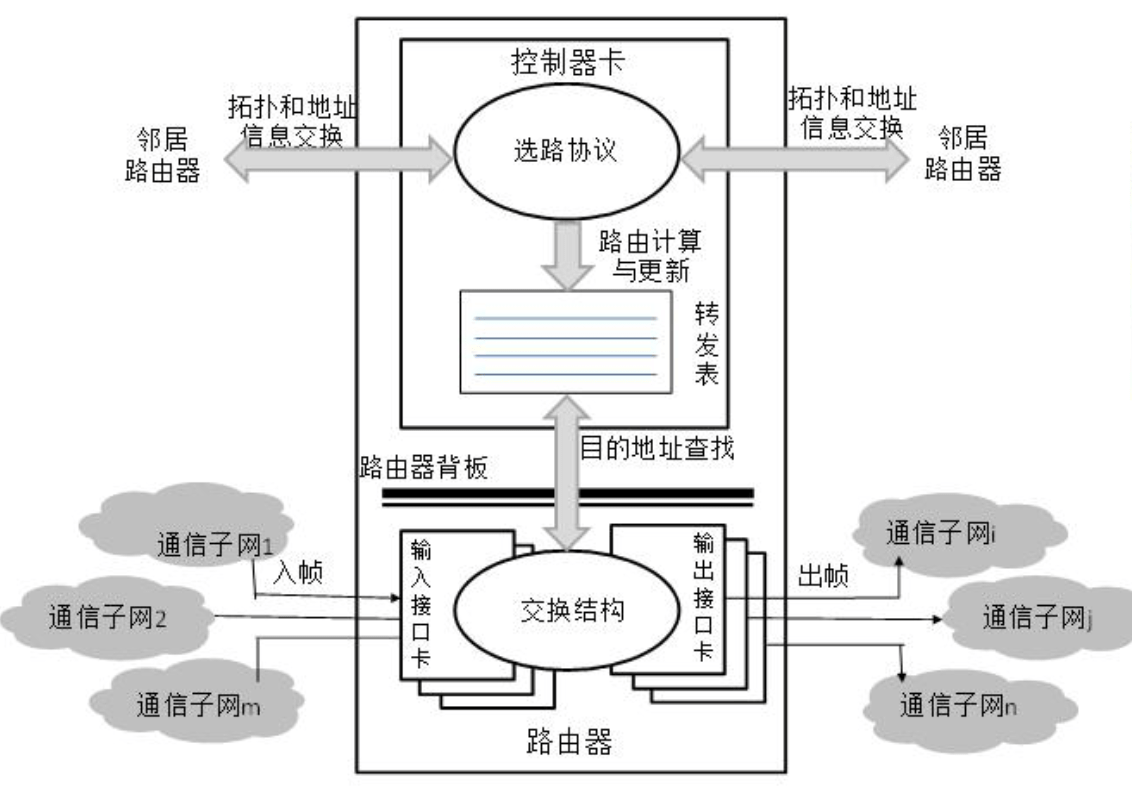 控制器卡
拓扑和地址
信息交换
拓扑和地址
信息交换
邻居
路由器
选路协议
邻居
路由器
路由计算
与更新
转
发
表
目的地址查找
路由器背板
通信子网1
入帧
通信子网2
通信子网m
输
入
接
口
卡
交换结构
输
出
接
口
卡
出帧
通信子网i
通信子网j
通信子网n
路由器